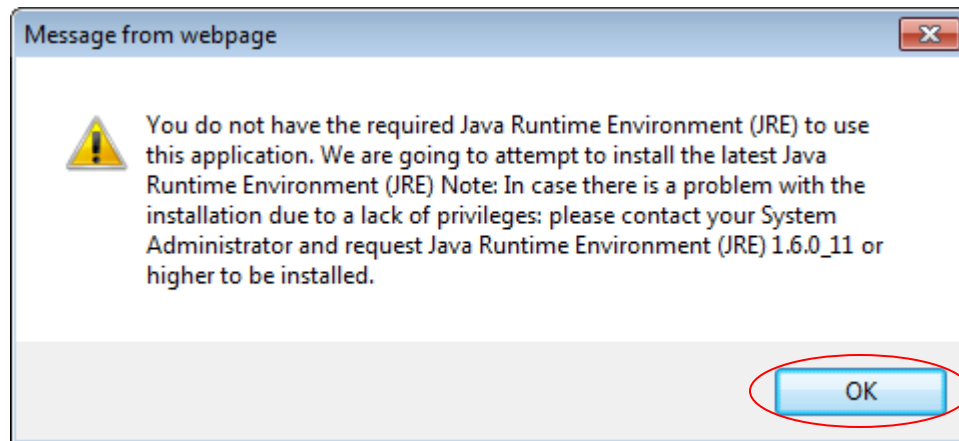 Message from webpage
You do not have the required Java Runtime Environment (JRE) to use
this application. We are going to attempt to install the latest Java
Runtime Environment (JRE) Note: In case there is a problem with the
installation due to a lack of privileges: please contact your System
Administrator and request Java Runtime Environment (JRE) 1.6.0_11 or
higher to be installed.
OK